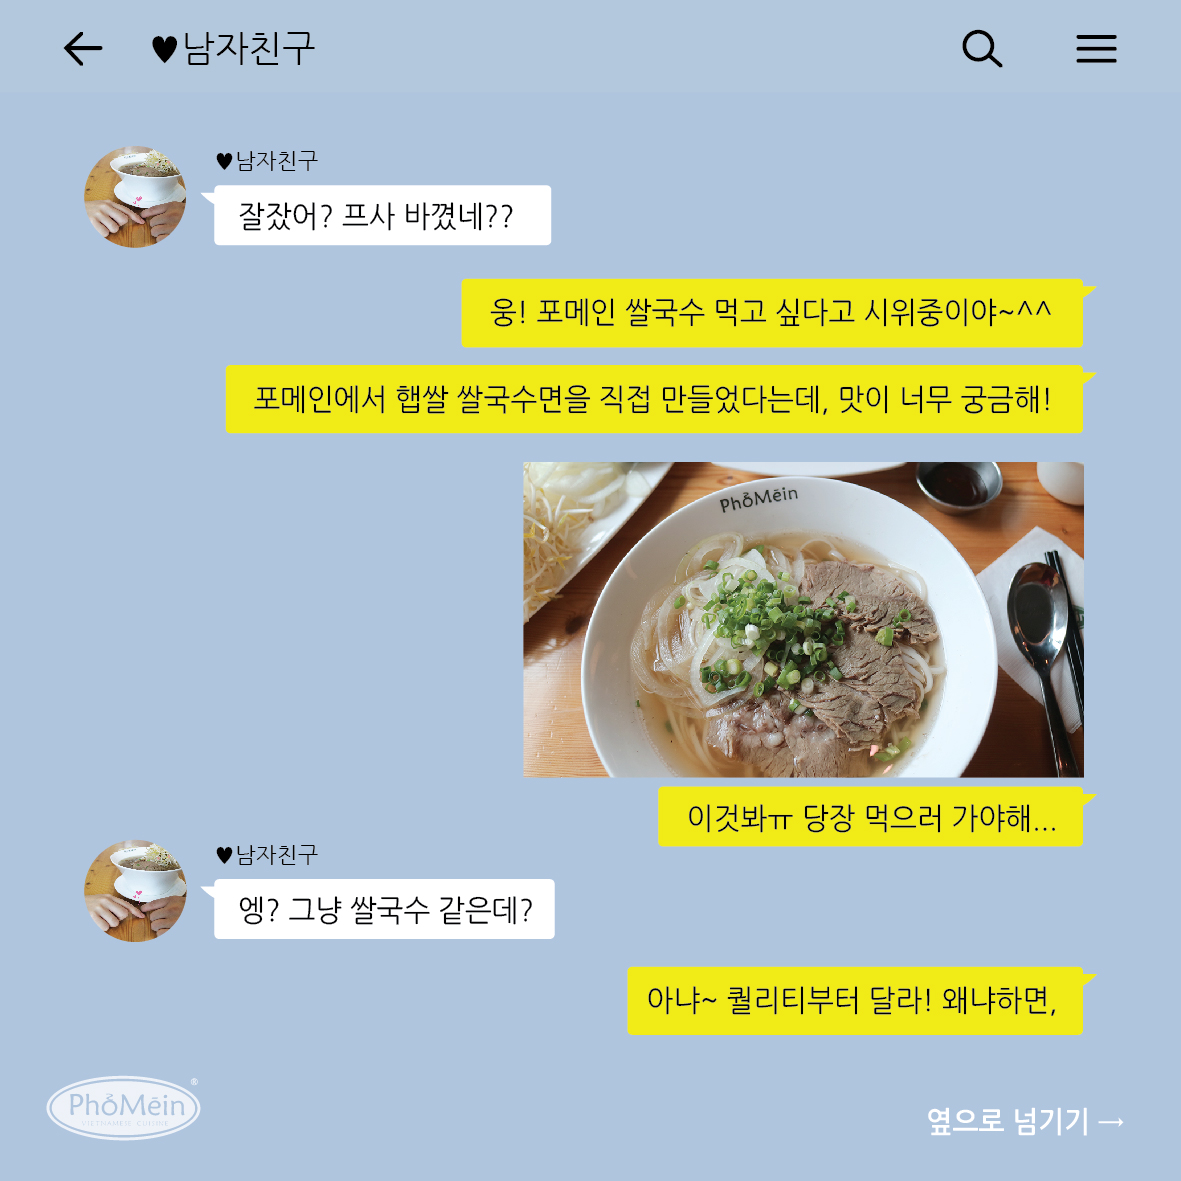 ♥남자친구
♥남자친구
잘잤어? 프사 바꼈네??
웅! 포메인 쌀국수 먹고 싶다고 시위중이야~^^
포메인에서 햅쌀 쌀국수면을 직접 만들었다는데, 맛이 너무 궁금해!
PhỏMēin
이것봐ㅠ 당장 먹으러 가야해...
♥남자친구
엥? 그냥 쌀국수 같은데?
아냐~ 퀄리티부터 달라! 왜냐하면,
PhỏMēin®
VIETNAMESE CUISINE
옆으로 넘기기 →